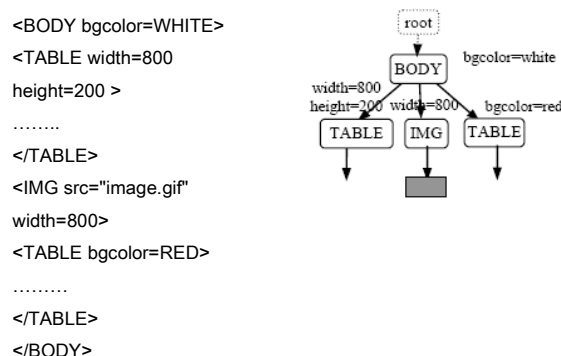 <BODY bgcolor=WHITE>
<TABLE width=800
height=200 >
……..
</TABLE>
<IMG src="image.gif"
width=800>
<TABLE bgcolor=RED>
………
</TABLE>
</BODY>
root
BODY
bgcolor=white
width=800
height=200 width=800 bgcolor=red
TABLE IMG TABLE